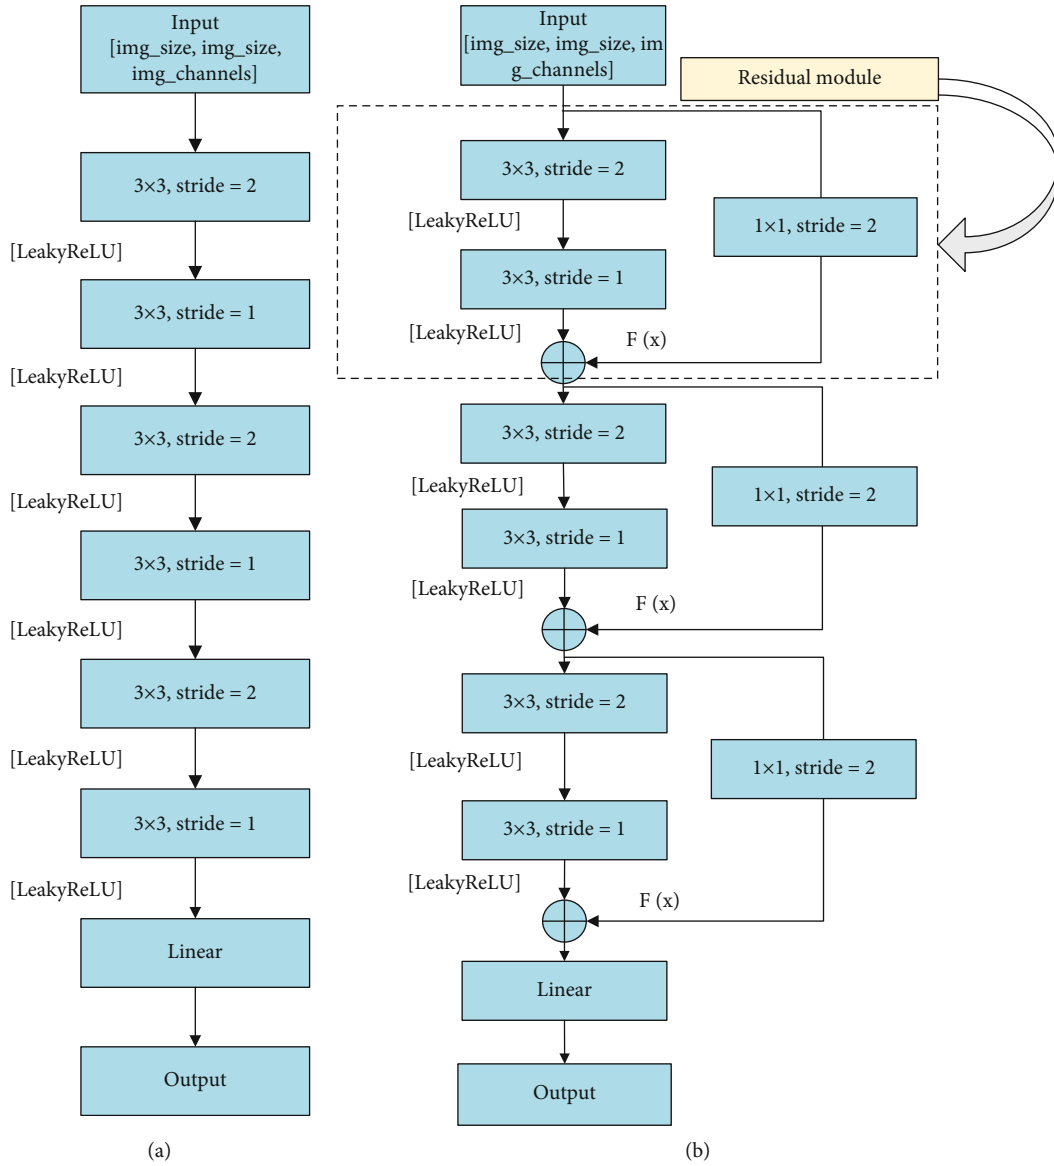 Input
[img_size, img_size,
img_channels]
3×3, stride = 2
[LeakyReLU]
3×3, stride = 1
[LeakyReLU]
3×3, stride = 2
[LeakyReLU]
3×3, stride = 1
[LeakyReLU]
3×3, stride = 2
[LeakyReLU]
3×3, stride = 1
[LeakyReLU]
Linear
Output
(a)
Input
[img_size, img_size, im
g_channels]
Residual module
3×3, stride = 2
[LeakyReLU]
1×1, stride = 2
3×3, stride = 1
[LeakyReLU]
F (x)
3×3, stride = 2
[LeakyReLU]
1×1, stride = 2
3×3, stride = 1
[LeakyReLU]
F (x)
3×3, stride = 2
[LeakyReLU]
1×1, stride = 2
3×3, stride = 1
[LeakyReLU]
F (x)
Linear
Output
(b)